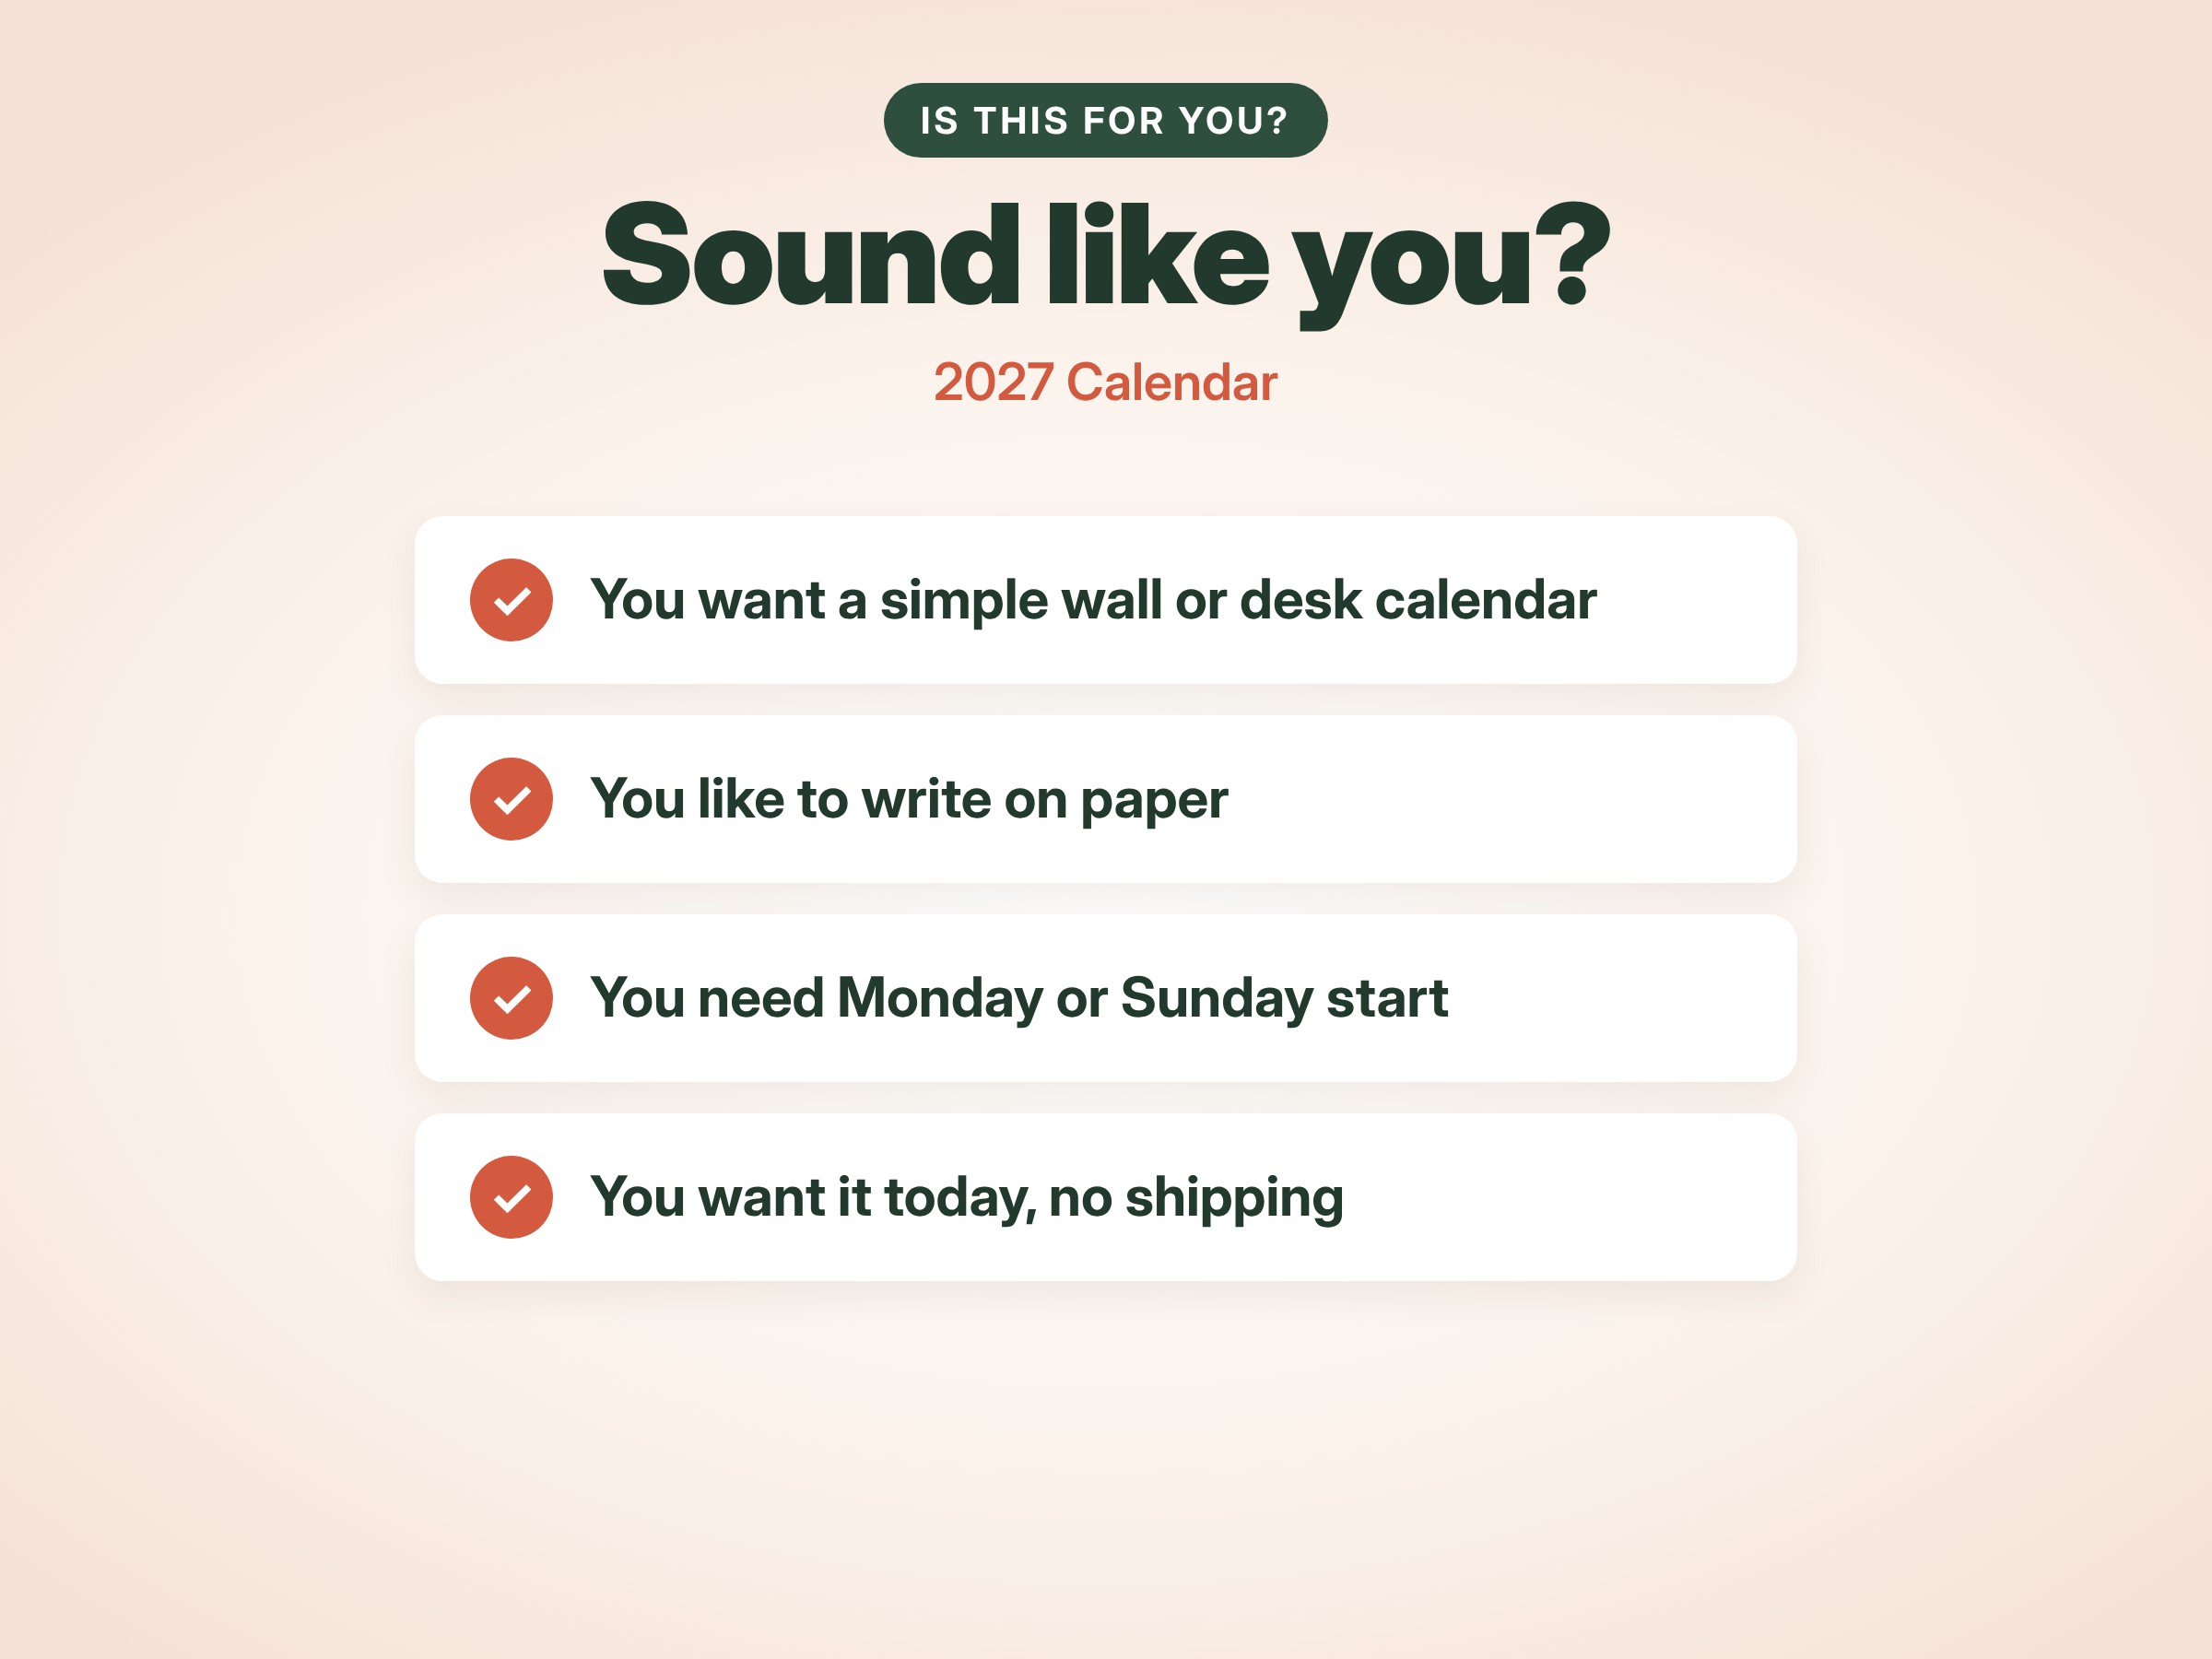 IS THIS FOR YOU?
Sound like you?
2027 Calendar
You want a simple wall or desk calendar
You like to write on paper
You need Monday or Sunday start
You want it today, no shipping